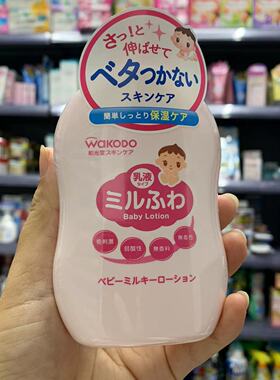 さっ!と
伸ばせて
ベタつかない
スキンケア
簡単しっとり保湿ケア
wakodo
和光堂スキンケア
乳液
タイプ
ミルふわ
Baby Lotion
低刺激
弱酸性
無香料
無着色
ベビーミルキーローション